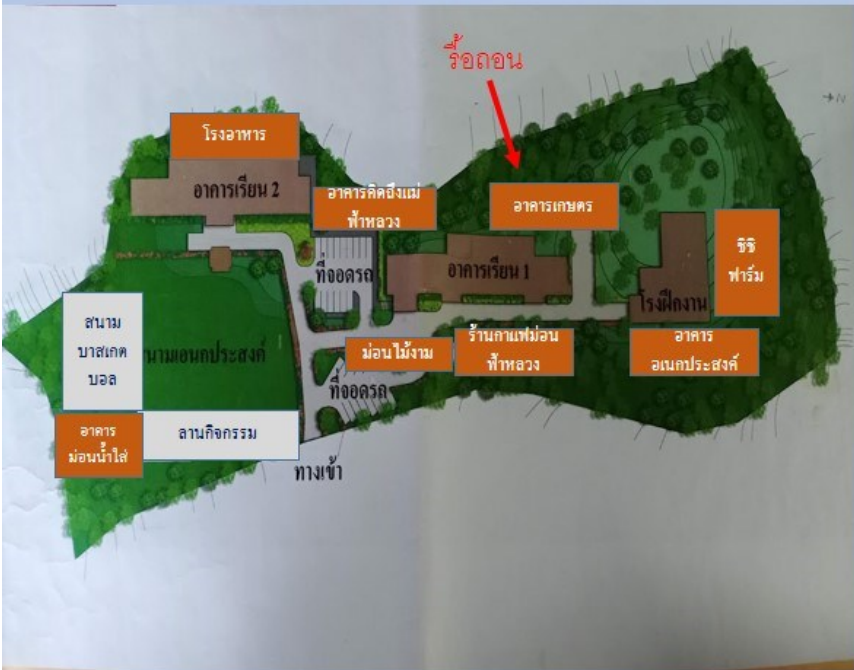 รื้อถอน
N
โรงอาหาร
อาคารเรียน 2
อาคารคิดถึงแม่
ฟ้าหลวง
อาคารเกษตร
ที่จอดรถ
อาคารเรียน 1
ชิชิ
ฟาร์ม
โรงฝึกงาน
สนาม
บาสเกต
บอล
นามเอนกประสงค์
ม่อนไม้งาม
ร้านกาแฟม่อน
ฟ้าหลวง
อาคาร
อเนกประสงค์
ที่จอดรถ
อาคาร
ม่อนน้ำใส่
ลานกิจกรรม
ทางเข้า